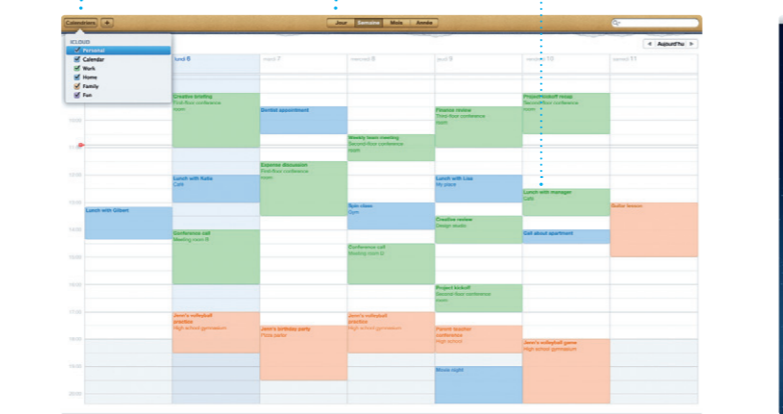 Calendriers +
Jour Semaine Mois Année
Aujourd'hui
ICLOUD
Personal
Calendar
Work
Home
Family
Fun
lundi 6
mardi 7
mercredi 8
jeudi 9
vendredi 10
samedi 11
Lunch with Gilbert
Creative briefing
First-floor conference
room
Lunch with Katie
Café
Conference call
Meeting room B
Jenn's volleyball
practice
High school gymnasium
Dentist appointment
Expense discussion
First-floor conference
room
Jenn's birthday party
Pizza parlor
Weekly team meeting
Second-floor conference
room
Spin class
Gym
Conference call
Meeting room D
Jenn's volleyball
practice
High school gymnasium
Finance review
Third-floor conference
room
Lunch with Lisa
My place
Creative review
Design studio
Project kickoff
Second-floor conference
room
Parent-teacher
conference
High school
Movie night
Project kickoff recap
Second-floor conference
room
Lunch with manager
Café
Call about apartment
Jenn's volleyball game
High school gymnasium
Guitar lesson